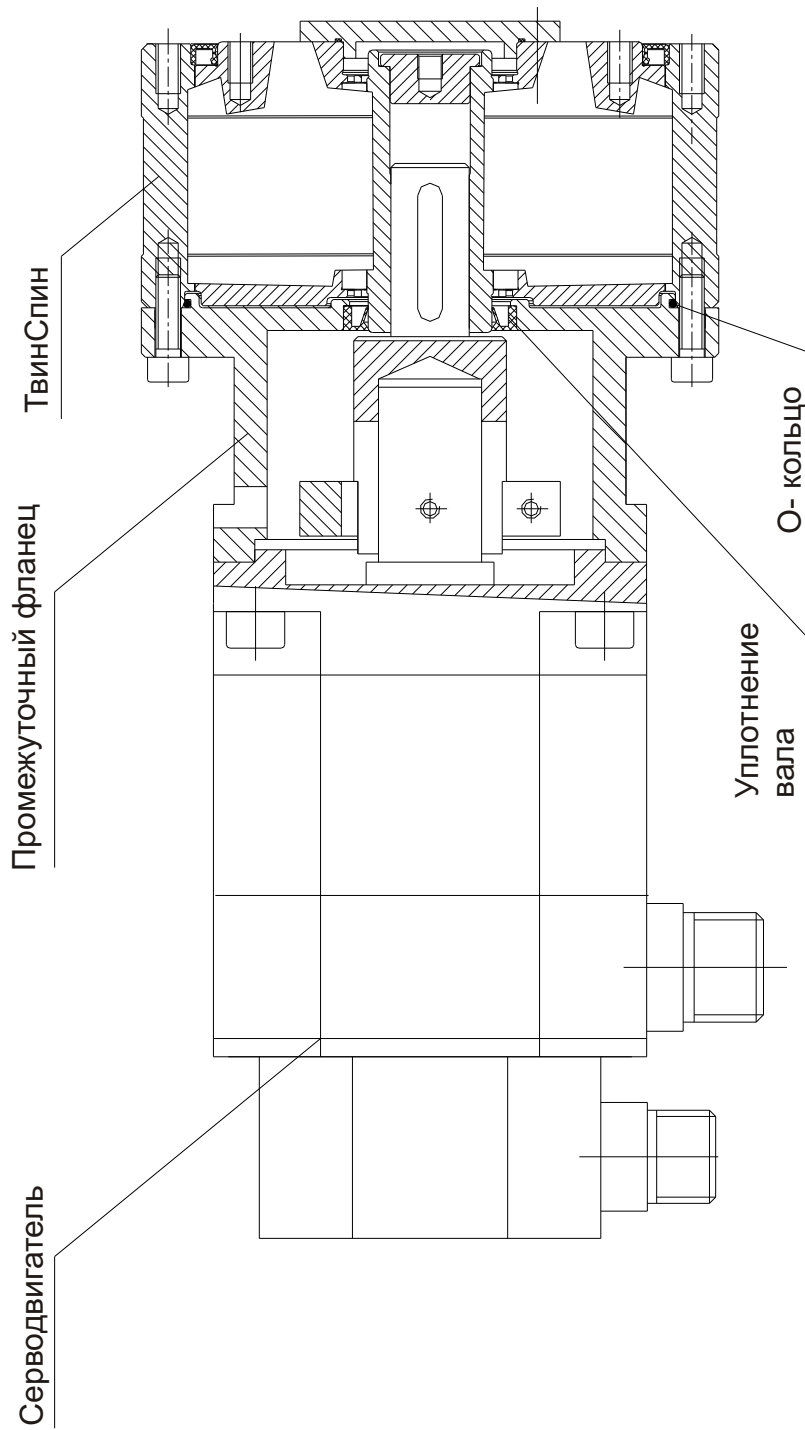 Серводвигатель
Промежуточный фланец
ТвинСпин
Уплотнение
вала
О- кольцо